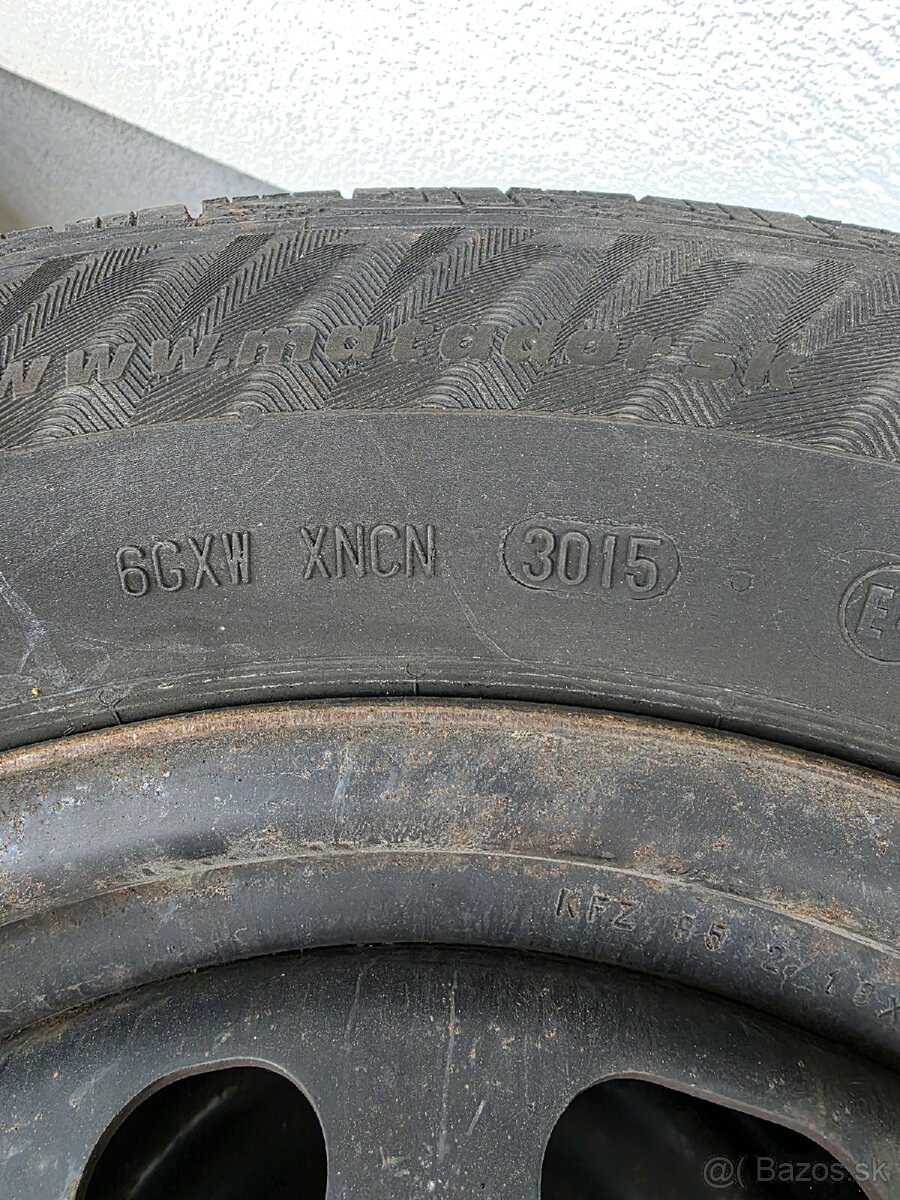 www.matador.sk
6GXW XNCN 3015
E
KFZ
@( Bazos.sk